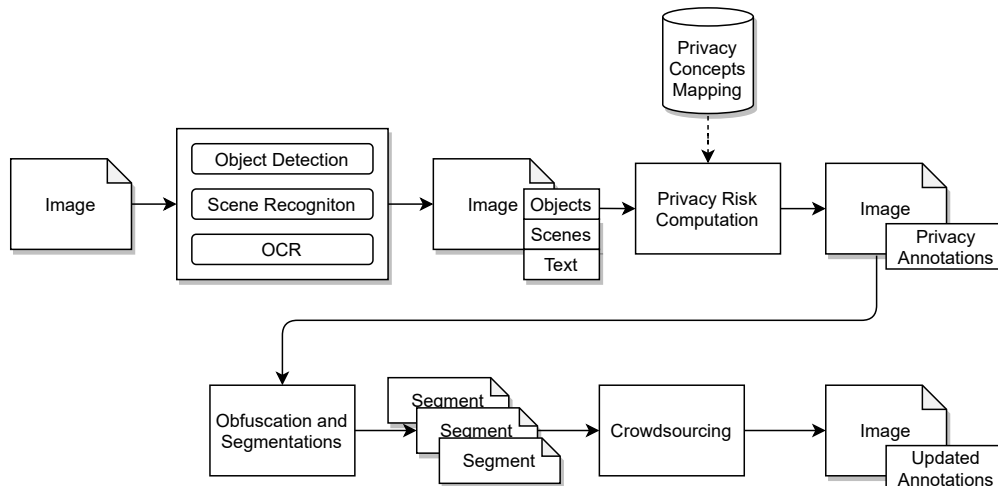 Privacy
Concepts
Mapping
Image
Object Detection
Scene Recogniton
OCR
Image
Objects
Scenes
Text
Privacy Risk
Computation
Image
Privacy
Annotations
Obfuscation and
Segmentations
Segment
Segment
Segment
Crowdsourcing
Image
Updated
Annotations